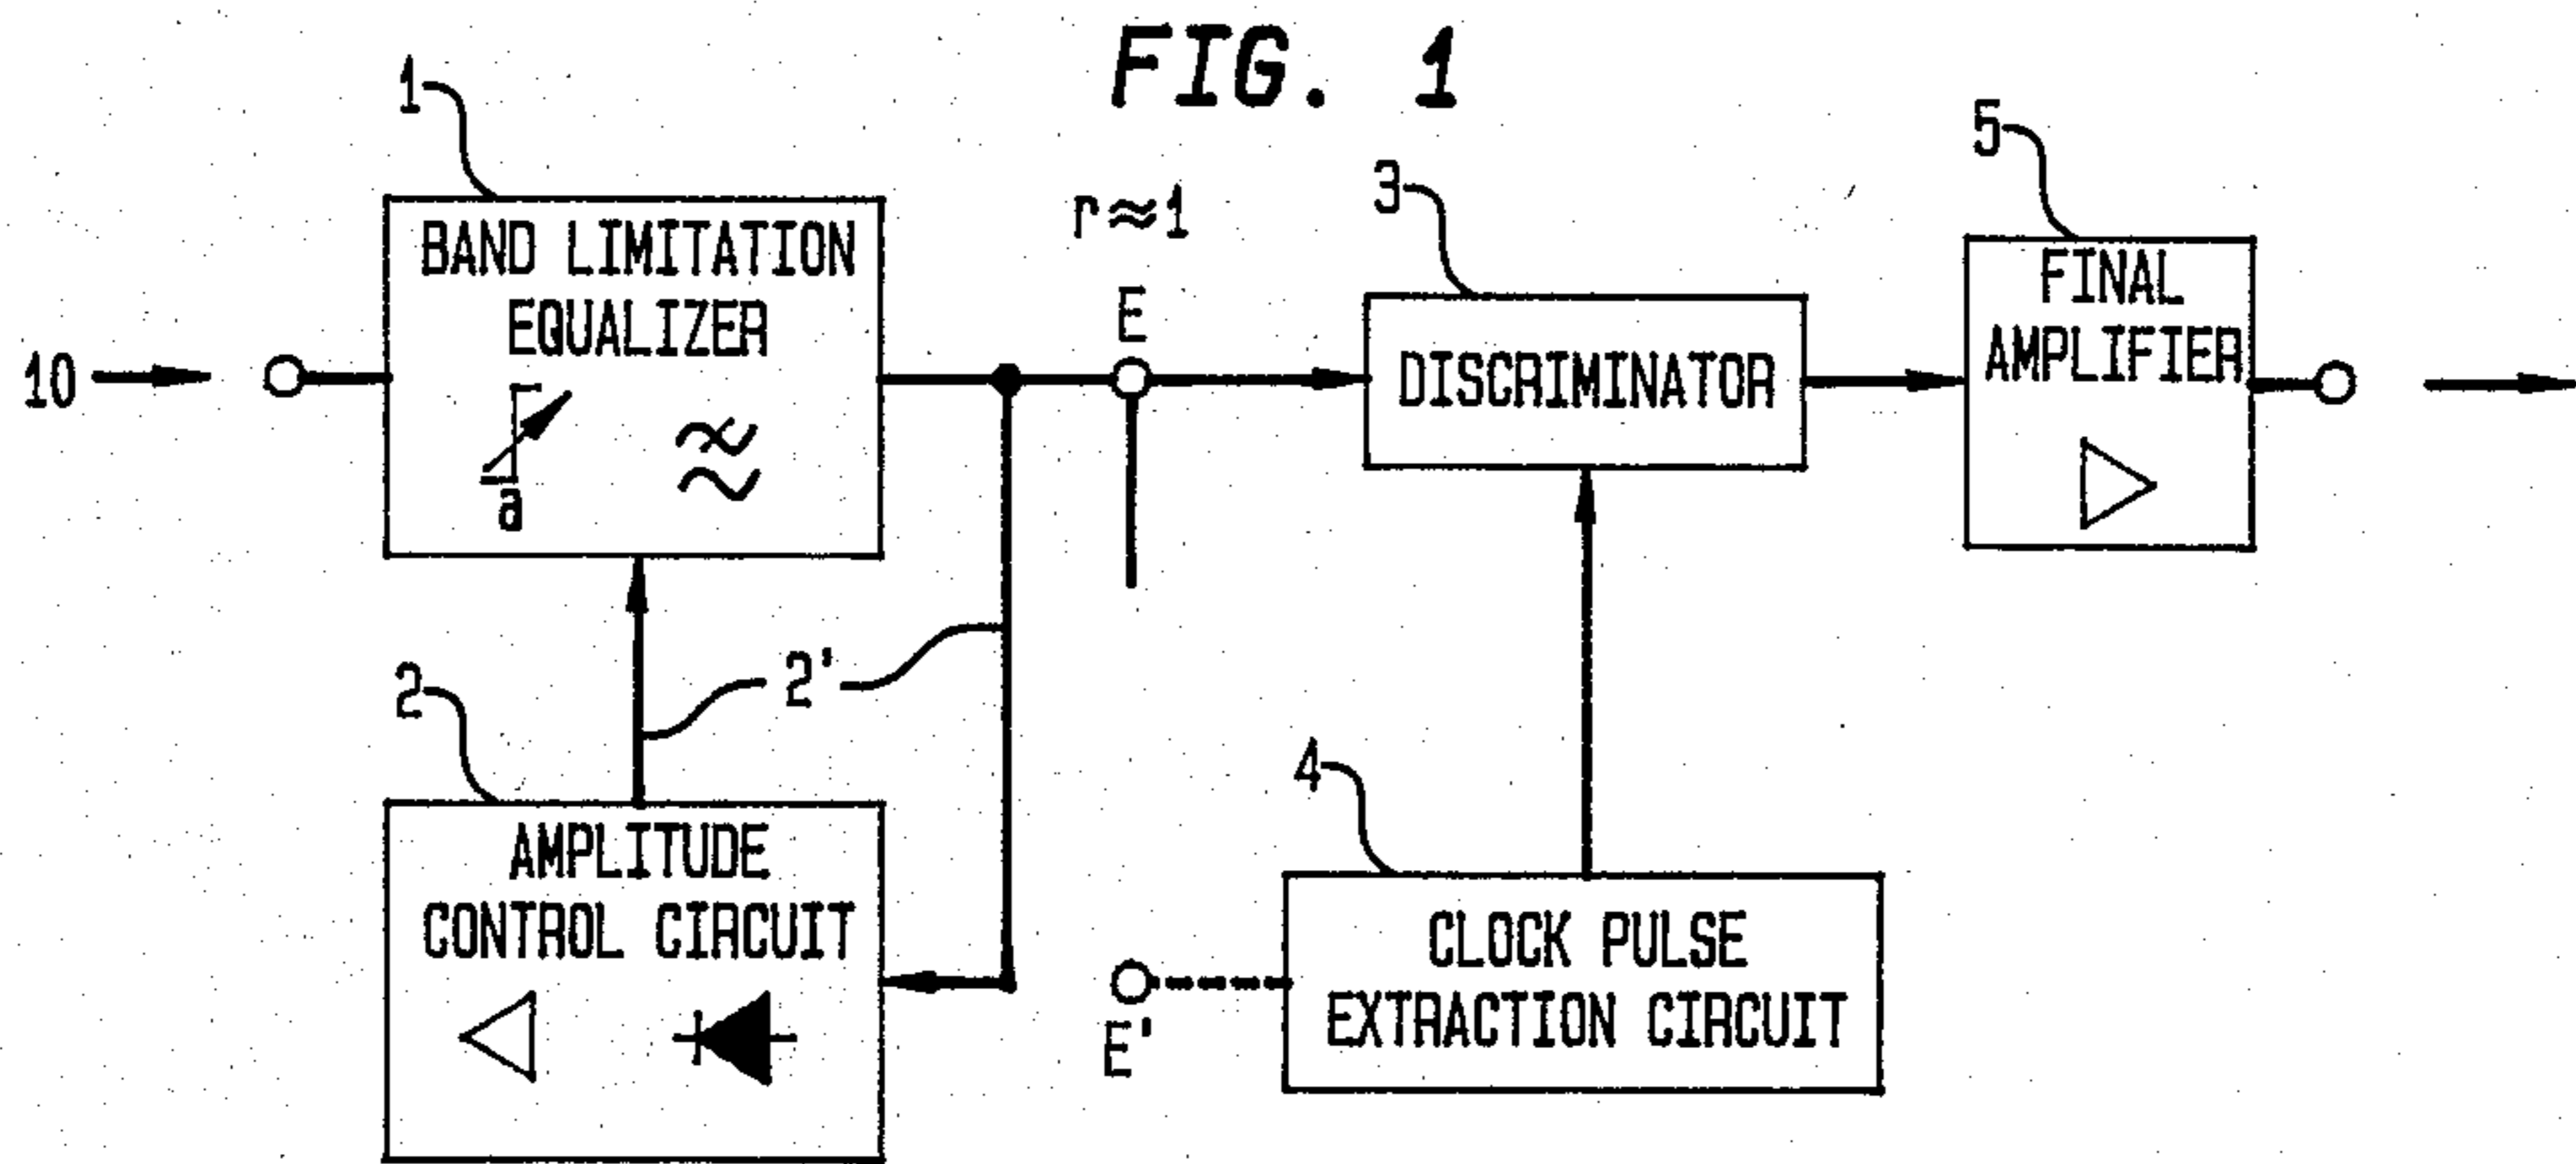 FIG. 1
1
BAND LIMITATION
EQUALIZER
a
10
r≈1
E
3
DISCRIMINATOR
5
FINAL
AMPLIFIER
2
2'
AMPLITUDE
CONTROL CIRCUIT
4
CLOCK PULSE
EXTRACTION CIRCUIT
E'